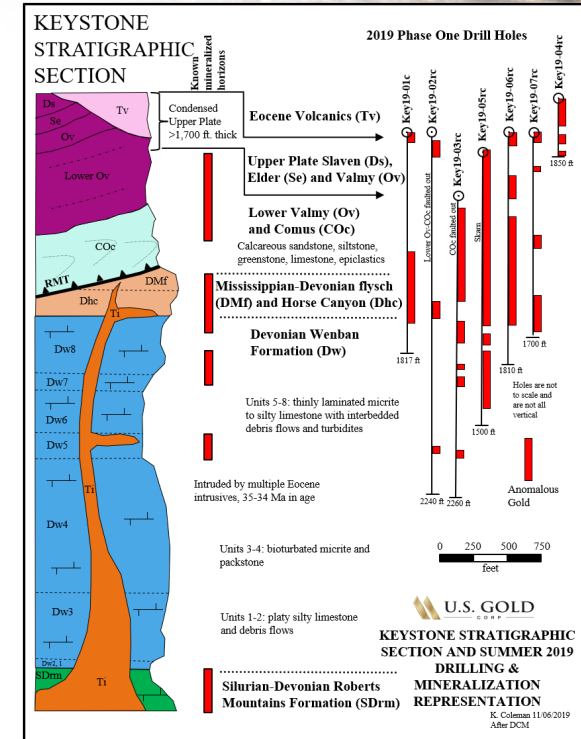 KEYSTONE
STRATIGRAPHIC
SECTION
Known
mineralized
horizons
2019 Phase One Drill Holes
Key19-01c
Key19-02rc
Key19-03rc
Key19-05rc
Key19-06rc
Key19-07rc
Key19-04rc
Ds
Se
Ov
Tv
Lower Ov
COc
RMT
DMf
Dhc
Ti
Dw8
Dw7
Dw6
Dw5
Ti
Dw4
Dw3
Dw2, 1
SDrm
Ti
Condensed
Upper Plate
>1,700 ft. thick
Eocene Volcanics (Tv)
Upper Plate Slaven (Ds),
Elder (Se) and Valmy (Ov)
Lower Valmy (Ov)
and Comus (COc)
Calcareous sandstone, siltstone,
greenstone, limestone, epiclastics
Mississippian-Devonian flysch
(DMf) and Horse Canyon (Dhc)
Devonian Wenban
Formation (Dw)
Units 5-8: thinly laminated micrite
to silty limestone with interbedded
debris flows and turbidites
Intruded by multiple Eocene
intrusives, 35-34 Ma in age
Units 3-4: bioturbated micrite and
packstone
Units 1-2: platy silty limestone
and debris flows
Silurian-Devonian Roberts
Mountains Formation (SDrm)
Lower Ov-COc faulted out
COc faulted out
Skarn
1817 ft
2240 ft
2260 ft
1500 ft
1810 ft
1700 ft
1850 ft
Holes are not
to scale and
are not all
vertical
Anomalous
Gold
0 250 500 750
feet
U.S. GOLD
CORP
KEYSTONE STRATIGRAPHIC
SECTION AND SUMMER 2019
DRILLING &
MINERALIZATION
REPRESENTATION
K. Coleman 11/06/2019
After DCM